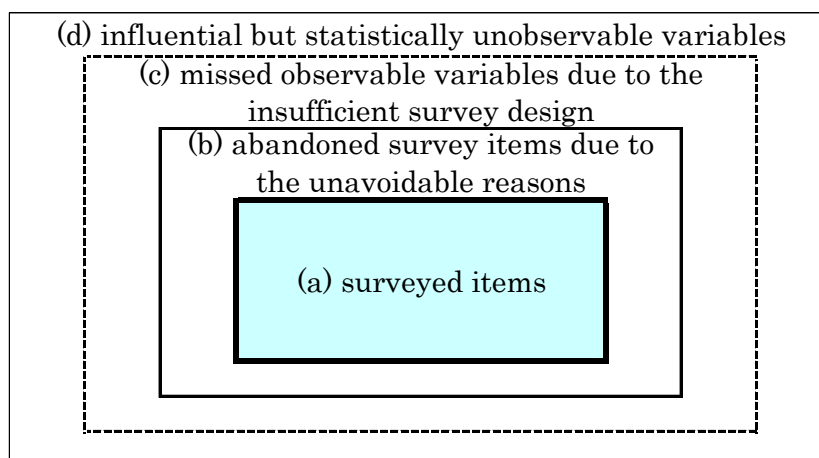 (d) influential but statistically unobservable variables
(c) missed observable variables due to the
insufficient survey design
(b) abandoned survey items due to
the unavoidable reasons
(a) surveyed items